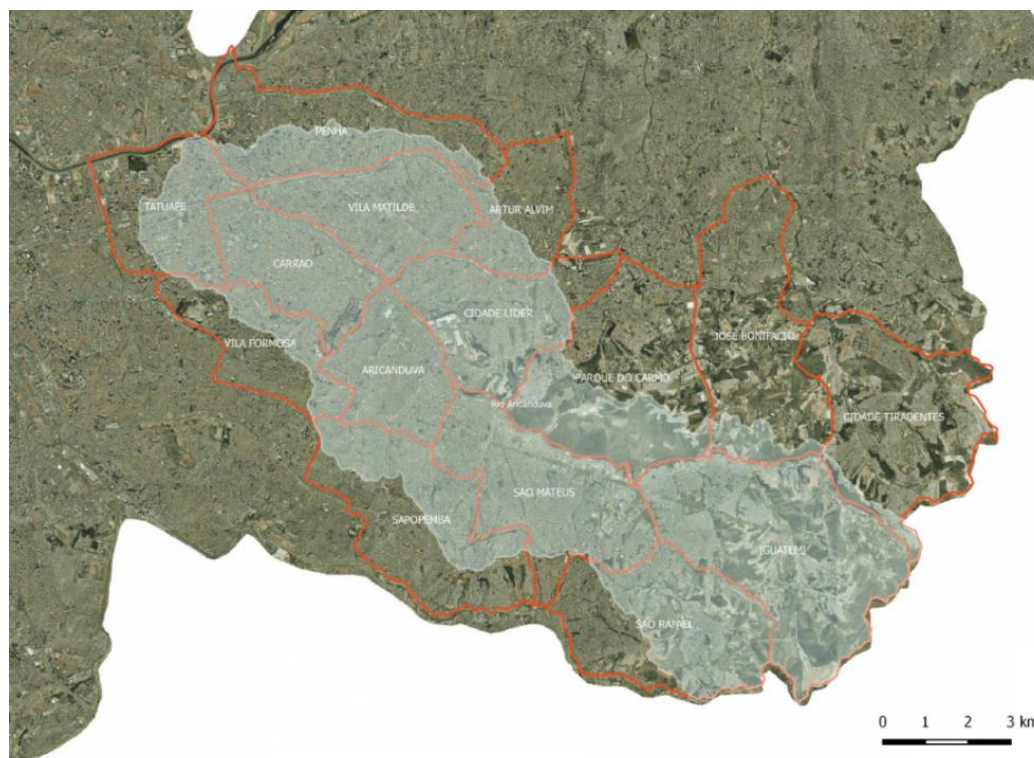 PENHA
TATUAPE
VILA MATILDE
ARTUR ALVIM
CARRAO
CIDADE LIDER
JOSE BONIFACIO
VILA FORMOSA
ARICANDUVA
PARQUE DO CARMO
Rio Aricanduva
CIDADE TIRADENTES
SAO MATEUS
SAPOPEMBA
IGUATEMI
SAO RAFAEL
0 1 2 3 km